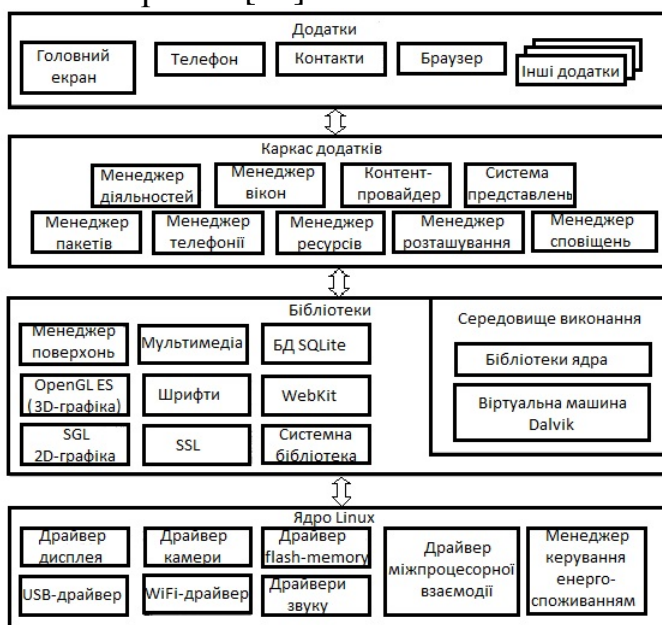 Додатки
Головний
екран
Телефон
Контакти
Браузер
Інші додатки
Каркас додатків
Менеджер
діяльностей
Менеджер
вікон
Контент-
провайдер
Система
представлень
Менеджер
пакетів
Менеджер
телефонії
Менеджер
ресурсів
Менеджер
розташування
Менеджер
сповіщень
Бібліотеки
Менеджер
поверхонь
Мультимедіа
БД SQLite
OpenGL ES
(3D-графіка)
Шрифти
WebKit
SGL
2D-графіка
SSL
Системна
бібліотека
Середовище виконання
Бібліотеки ядра
Віртуальна машина
Dalvik
Ядро Linux
Драйвер
дисплея
Драйвер
камери
Драйвер
flash-memory
Драйвер
міжпроцесорної
взаємодії
Менеджер
керування
енерго-
споживанням
USB-драйвер
WiFi-драйвер
Драйвери
звуку